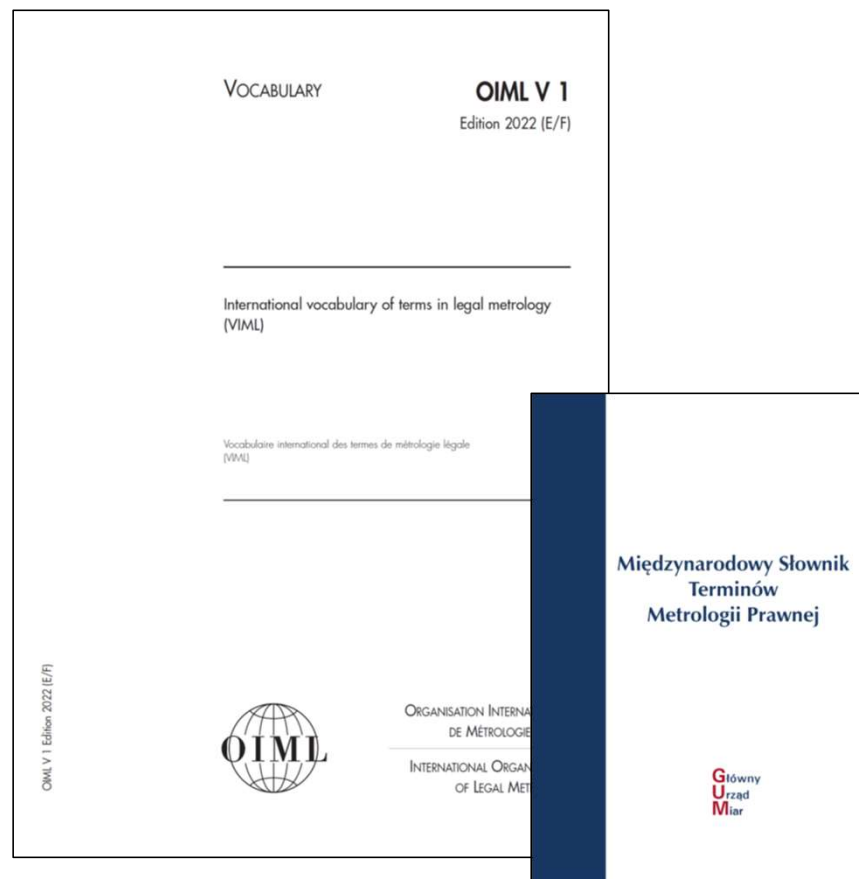 VOCABULARY
OIML V 1
Edition 2022 (E/F)
International vocabulary of terms in legal metrology
(VIML)
Vocabulaire international des termes de métrologie légale
(VIML)
OIML V 1 Edition 2022 (E/F)
OIML
ORGANISATION INTERNA
DE MÉTROLOGIE
INTERNATIONAL ORGAN
OF LEGAL MET
Międzynarodowy Słownik
Terminów
Metrologii Prawnej
Główny
Urząd
Miar